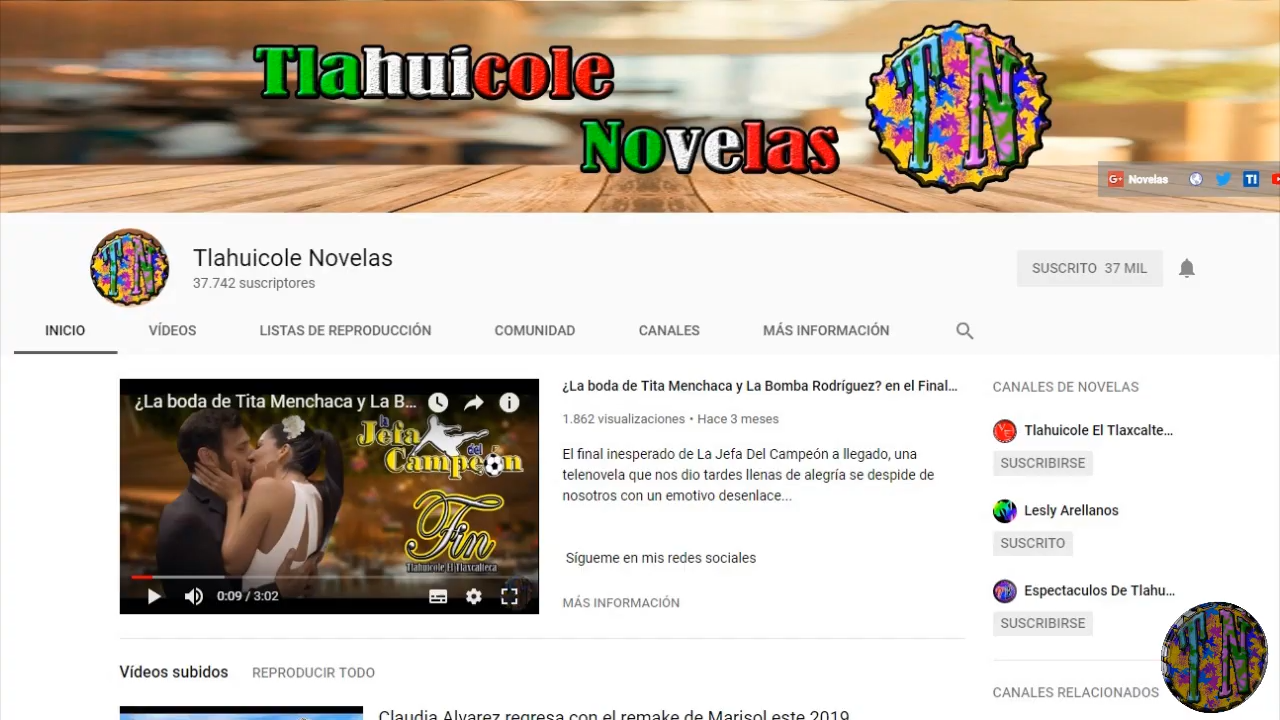 Tlahuicole
Novelas
TN
G+ Novelas
TI
TN
Tlahuicole Novelas
37.742 suscriptores
SUSCRITO 37 MIL
INICIO
VÍDEOS
LISTAS DE REPRODUCCIÓN
COMUNIDAD
CANALES
MÁS INFORMACIÓN
¿La boda de Tita Menchaca y La B...
la Jefa
del
Campeón
Fin
Tlahuicole El Tlaxcalteca
0:09 / 3:02
¿La boda de Tita Menchaca y La Bomba Rodríguez? en el Final...
1.862 visualizaciones • Hace 3 meses
El final inesperado de La Jefa Del Campeón a llegado, una
telenovela que nos dio tardes llenas de alegría se despide de
nosotros con un emotivo desenlace...
Sígueme en mis redes sociales
MÁS INFORMACIÓN
CANALES DE NOVELAS
Tlahuicole El Tlaxcalte...
SUSCRIBIRSE
Lesly Arellanos
SUSCRITO
Espectaculos De Tlahu...
SUSCRIBIRSE
CANALES RELACIONADOS
TN
Vídeos subidos
REPRODUCIR TODO
Claudia Alvarez regresa con el remake de Marisol este 2019